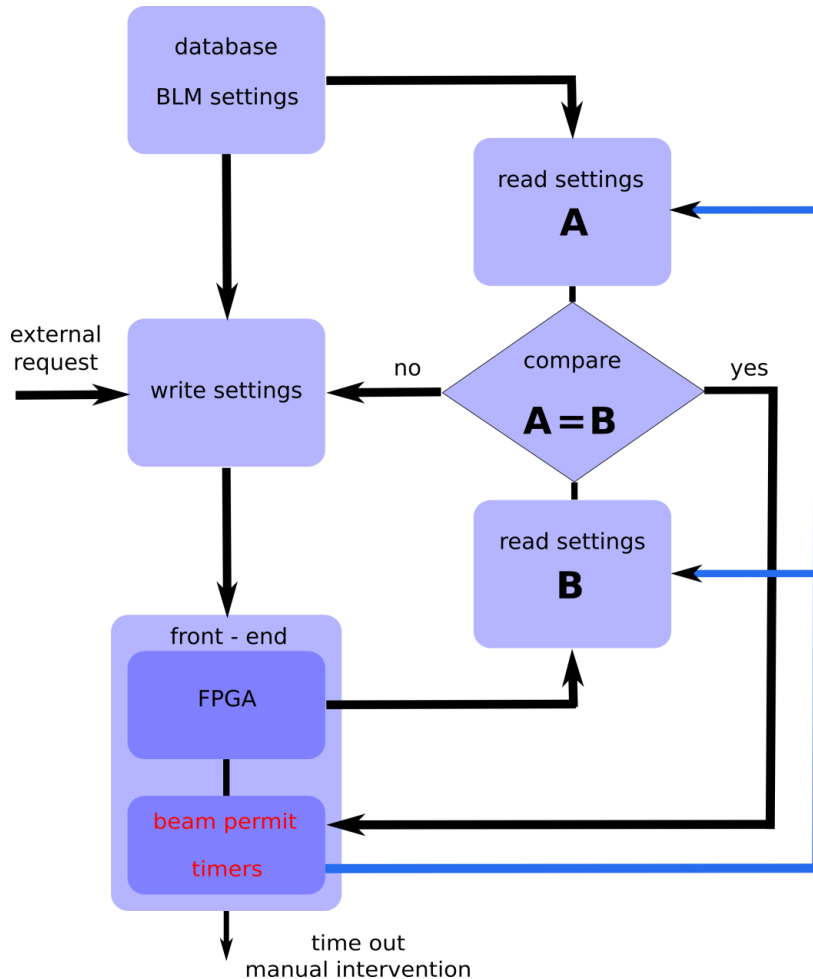 database
BLM settings
read settings
A
external
request
write settings
no
compare
A = B
yes
read settings
B
front - end
FPGA
beam permit
timers
time out
manual intervention